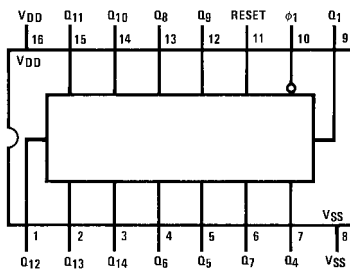 VDD Q11 Q10 Q8 Q9 RESET ϕ1 Q1
16 15 14 13 12 11 10 9
VDD
VSS
1 2 3 4 5 6 7 8
Q12 Q13 Q14 Q6 Q5 Q7 Q4 VSS